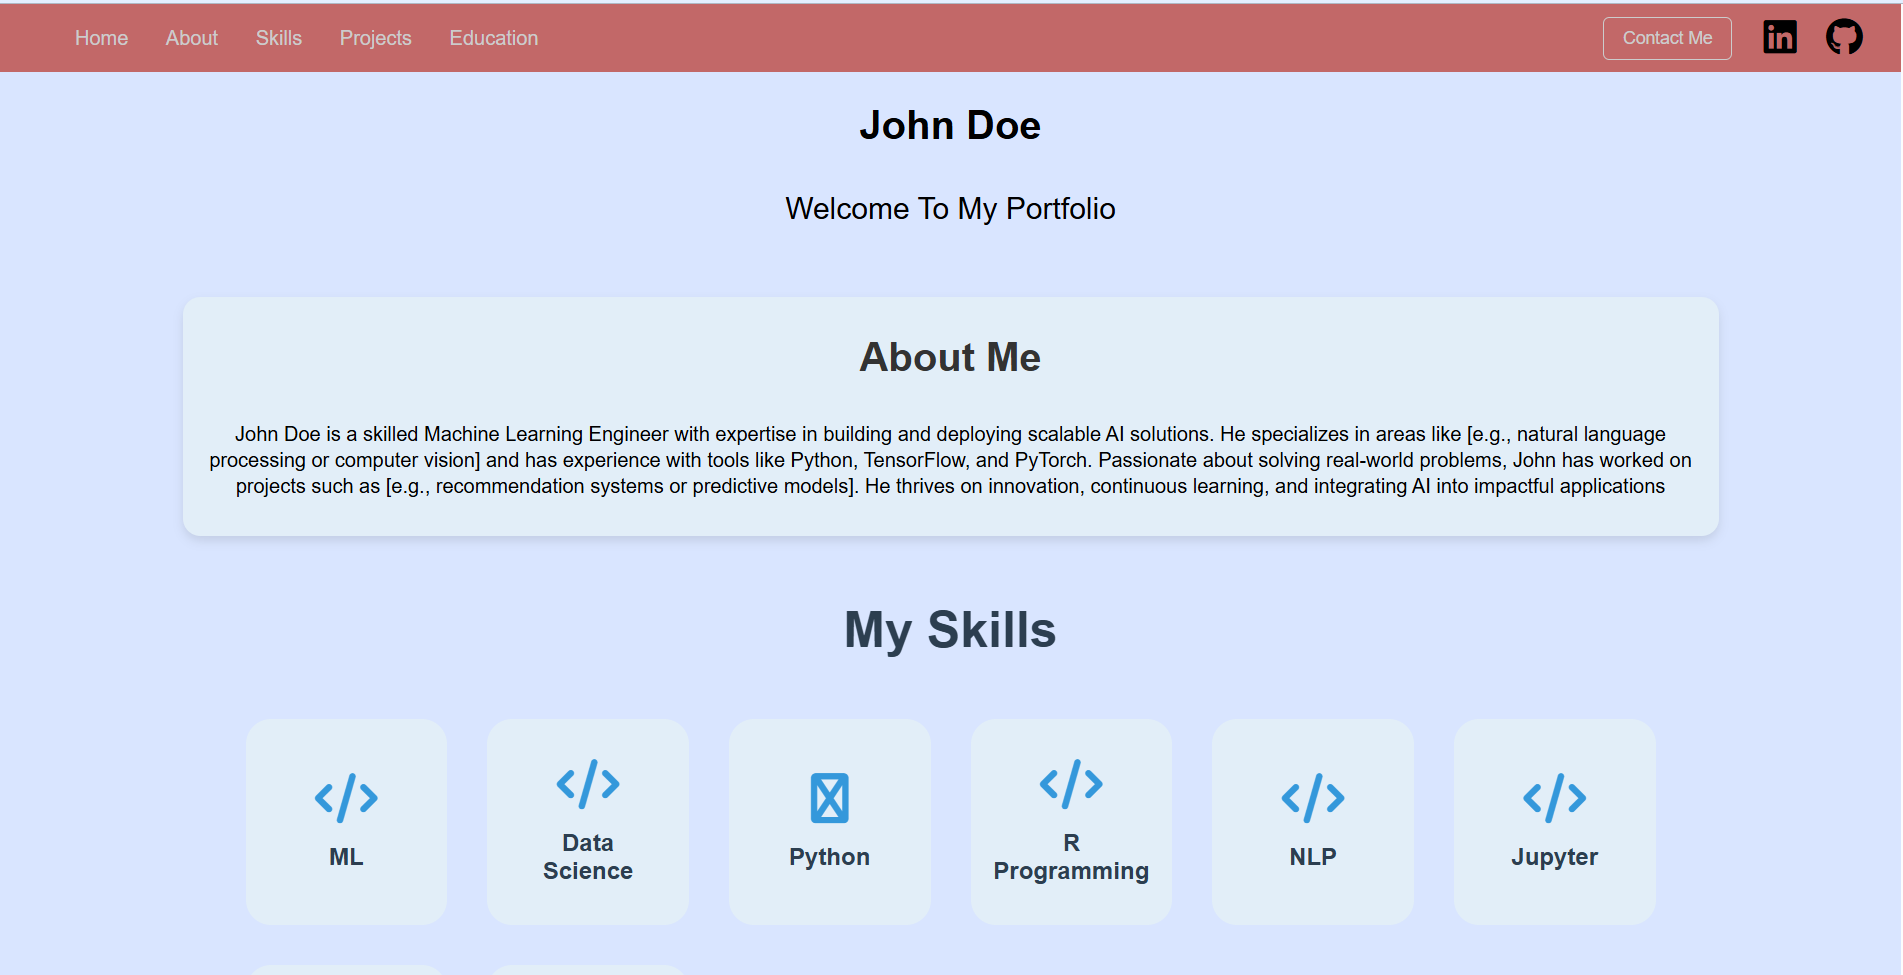 Home About Skills Projects Education Contact Me in
John Doe
Welcome To My Portfolio
About Me
John Doe is a skilled Machine Learning Engineer with expertise in building and deploying scalable AI solutions. He specializes in areas like [e.g., natural language
processing or computer vision] and has experience with tools like Python, TensorFlow, and PyTorch. Passionate about solving real-world problems, John has worked on
projects such as [e.g., recommendation systems or predictive models]. He thrives on innovation, continuous learning, and integrating AI into impactful applications
My Skills
</> </> </> </> </>
ML
Data
Science
Python
R
Programming
NLP
Jupyter